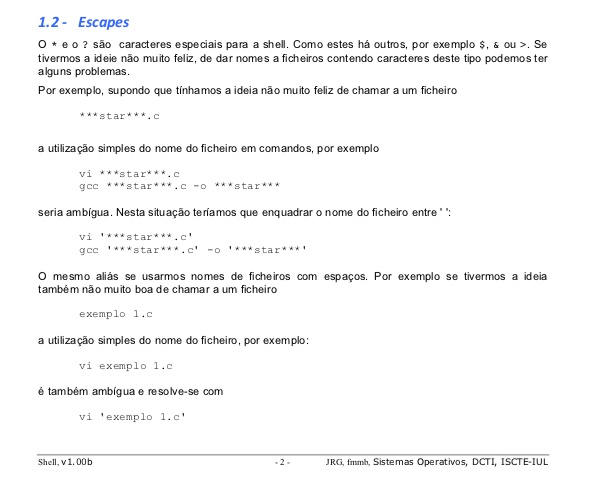 1.2 - Escapes
O * e o ? são caracteres especiais para a shell. Como estes há outros, por exemplo $, & ou >. Se
tivermos a ideie não muito feliz, de dar nomes a ficheiros contendo caracteres deste tipo podemos ter
alguns problemas.
Por exemplo, supondo que tínhamos a ideia não muito feliz de chamar a um ficheiro
***star***.c
a utilização simples do nome do ficheiro em comandos, por exemplo
vi ***star***.c
gcc ***star***.c -o ***star***
seria ambígua. Nesta situação teríamos que enquadrar o nome do ficheiro entre ' ':
vi '***star***.c'
gcc '***star***.c' -o '***star***'
O mesmo aliás se usarmos nomes de ficheiros com espaços. Por exemplo se tivermos a ideia
também não muito boa de chamar a um ficheiro
exemplo 1.c
a utilização simples do nome do ficheiro, por exemplo:
vi exemplo 1.c
é também ambígua e resolve-se com
vi 'exemplo 1.c'
Shell, v1.00b - 2 - JRG, fmmb, Sistemas Operativos, DCTI, ISCTE-IUL